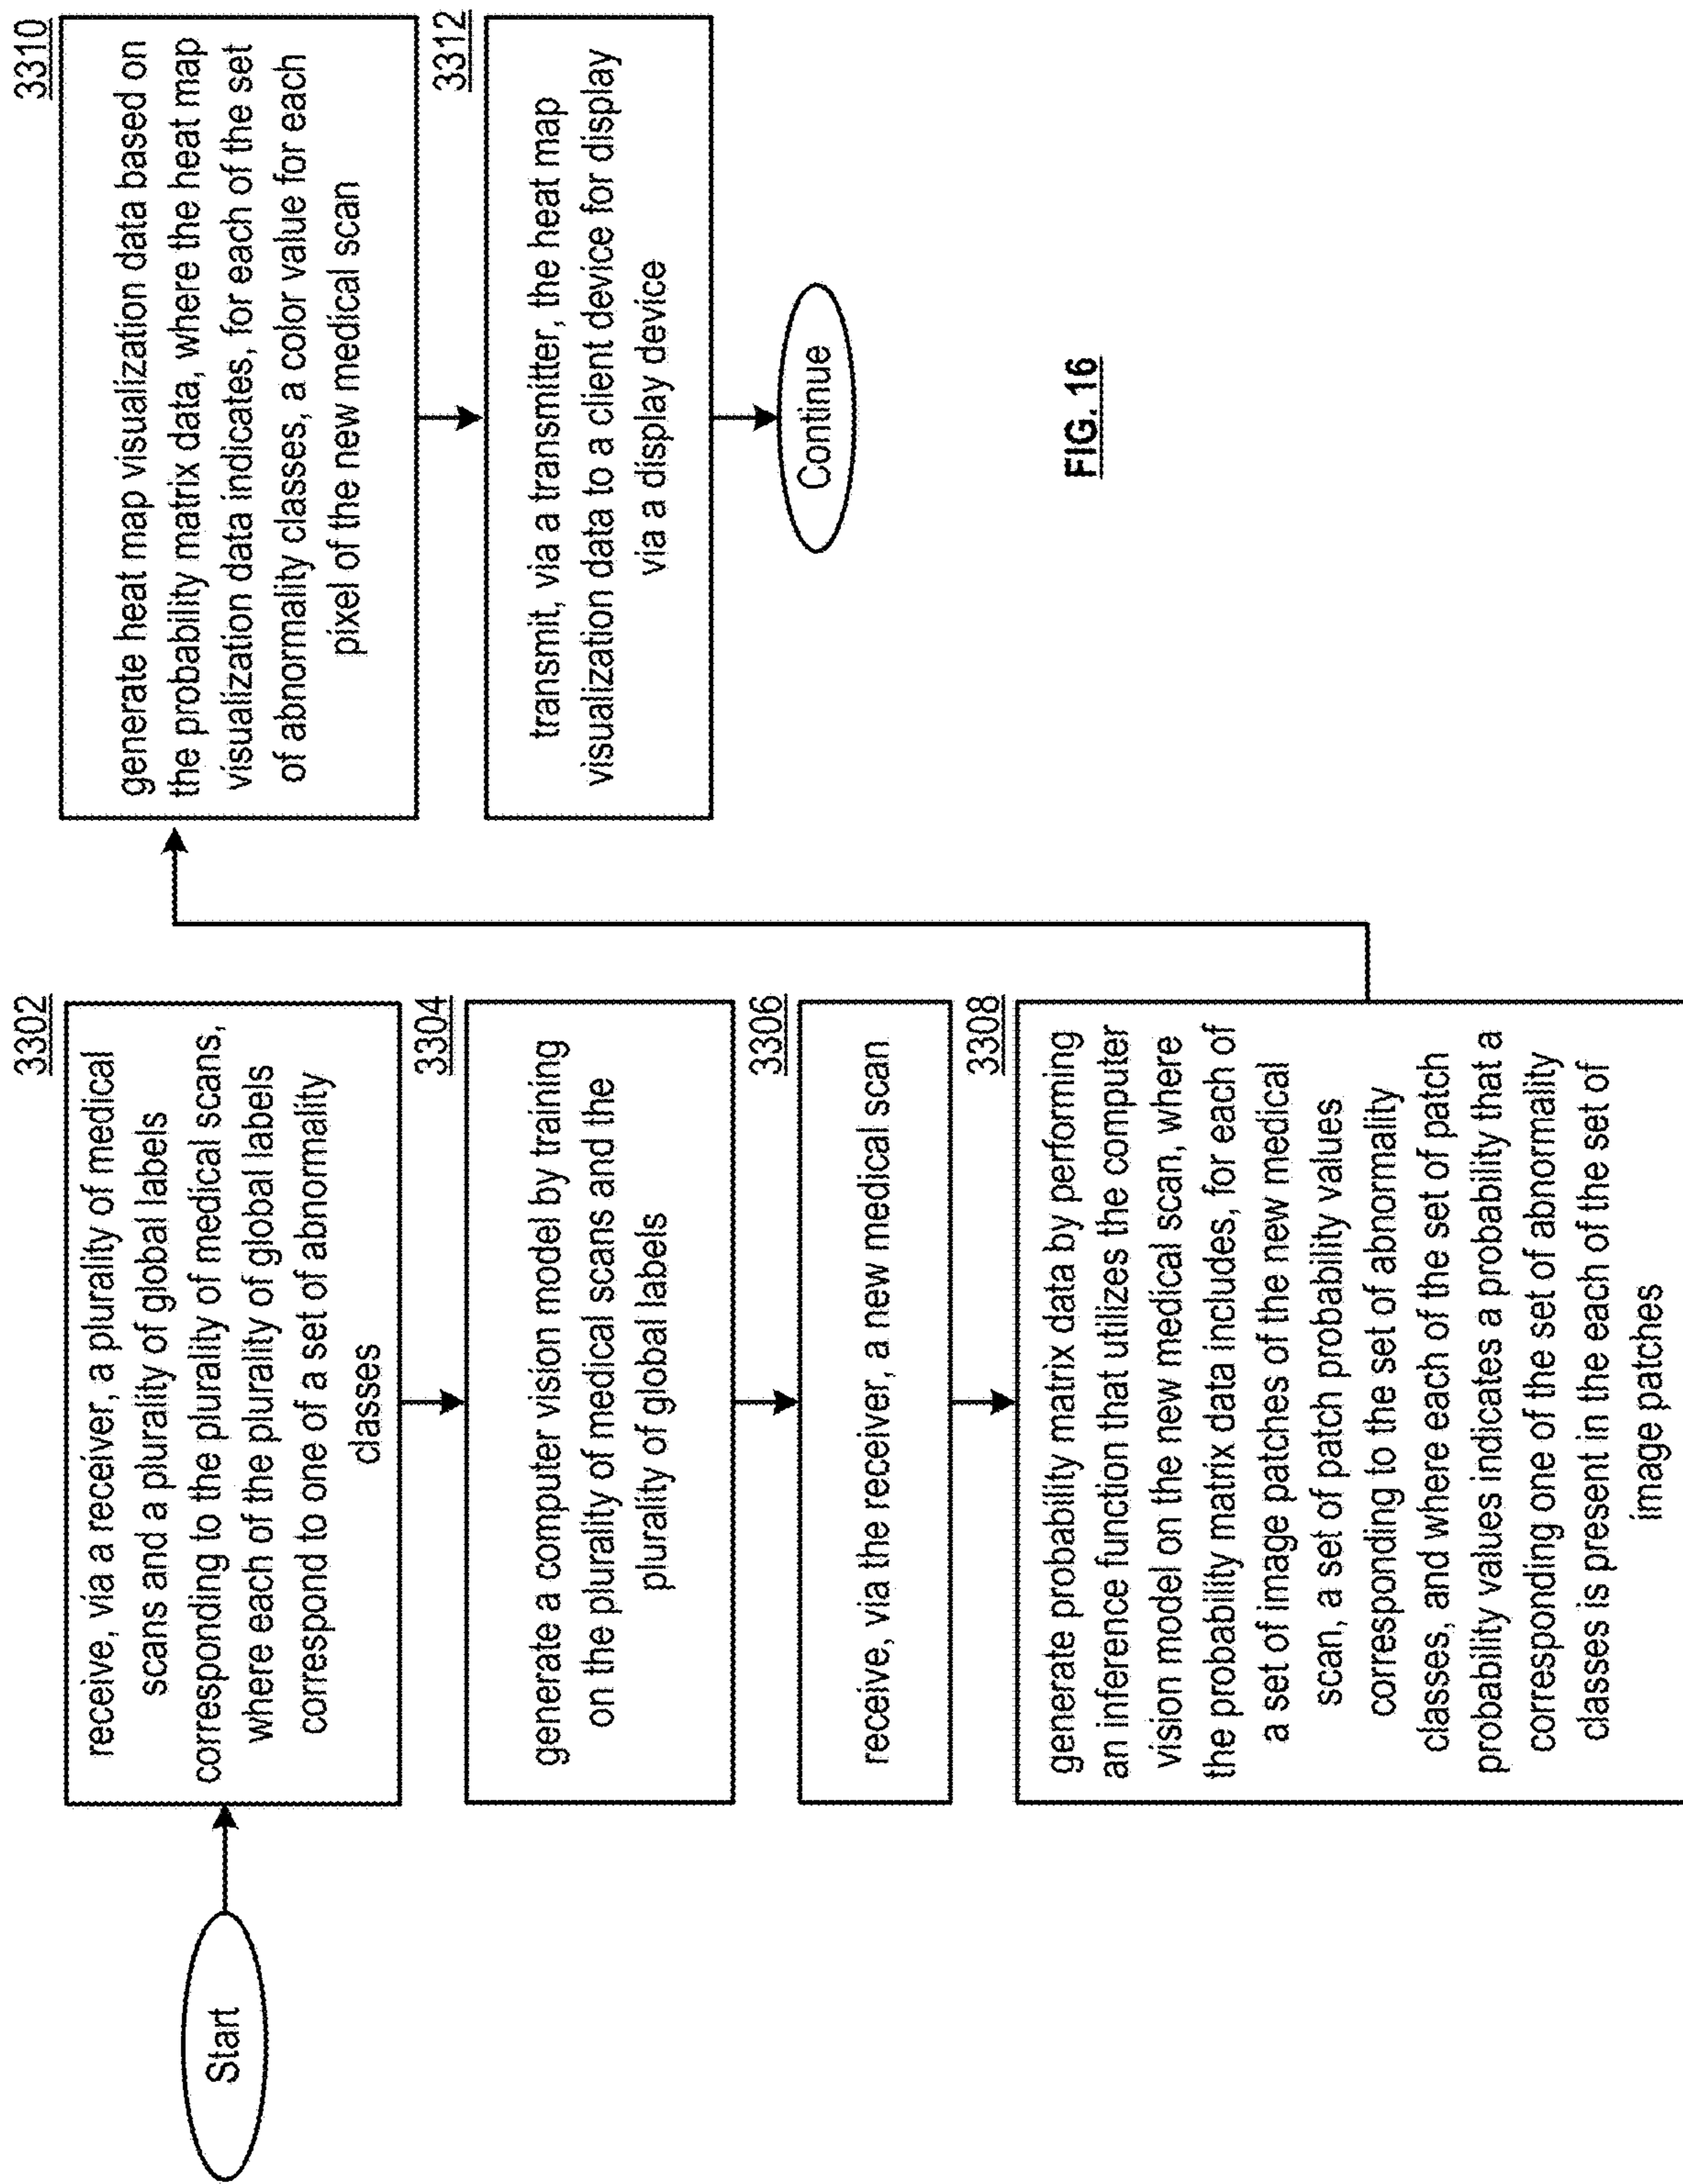 Start
3302
receive, via a receiver, a plurality of medical
scans and a plurality of global labels
corresponding to the plurality of medical scans,
where each of the plurality of global labels
correspond to one of a set of abnormality
classes
3304
generate a computer vision model by training
on the plurality of medical scans and the
plurality of global labels
3306
receive, via the receiver, a new medical scan
3308
generate probability matrix data by performing
an inference function that utilizes the computer
vision model on the new medical scan, where
the probability matrix data includes, for each of
a set of image patches of the new medical
scan, a set of patch probability values
corresponding to the set of abnormality
classes, and where each of the set of patch
probability values indicates a probability that a
corresponding one of the set of abnormality
classes is present in the each of the set of
image patches
3310
generate heat map visualization data based on
the probability matrix data, where the heat map
visualization data indicates, for each of the set
of abnormality classes, a color value for each
pixel of the new medical scan
3312
transmit, via a transmitter, the heat map
visualization data to a client device for display
via a display device
Continue
FIG. 16